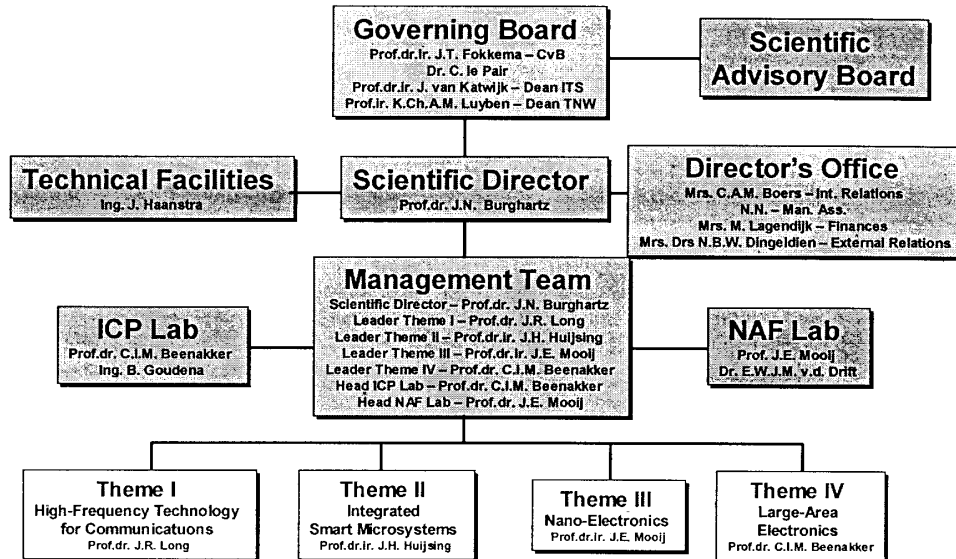 Governing Board
Prof.dr.ir. J.T. Fokkema – CvB
Dr. C. le Pair
Prof.dr.ir. J. van Katwijk – Dean ITS
Prof.ir. K.Ch.A.M. Luyben – Dean TNW
Scientific
Advisory Board
Technical Facilities
Ing. J. Haanstra
Scientific Director
Prof.dr. J.N. Burghartz
Director's Office
Mrs. C.A.M. Boers – Int. Relations
N.N. – Man. Ass.
Mrs. M. Lagendijk – Finances
Mrs. Drs N.B.W. Dingeldien – External Relations
Management Team
Scientific Director – Prof.dr. J.N. Burghartz
Leader Theme I – Prof.dr. J.R. Long
Leader Theme II – Prof.dr.ir. J.H. Huijsing
Leader Theme III – Prof.dr.ir. J.E. Mooij
Leader Theme IV – Prof.dr. C.I.M. Beenakker
Head ICP Lab – Prof.dr. C.I.M. Beenakker
Head NAF Lab – Prof.dr. J.E. Mooij
ICP Lab
Prof.dr. C.I.M. Beenakker
Ing. B. Goudena
NAF Lab
Prof. J.E. Mooij
Dr. E.W.J.M. v.d. Drift
Theme I
High-Frequency Technology
for Communicatuons
Prof.dr. J.R. Long
Theme II
Integrated
Smart Microsystems
Prof.dr.ir. J.H. Huijsing
Theme III
Nano-Electronics
Prof.dr.ir. J.E. Mooij
Theme IV
Large-Area
Electronics
Prof.dr. C.I.M. Beenakker